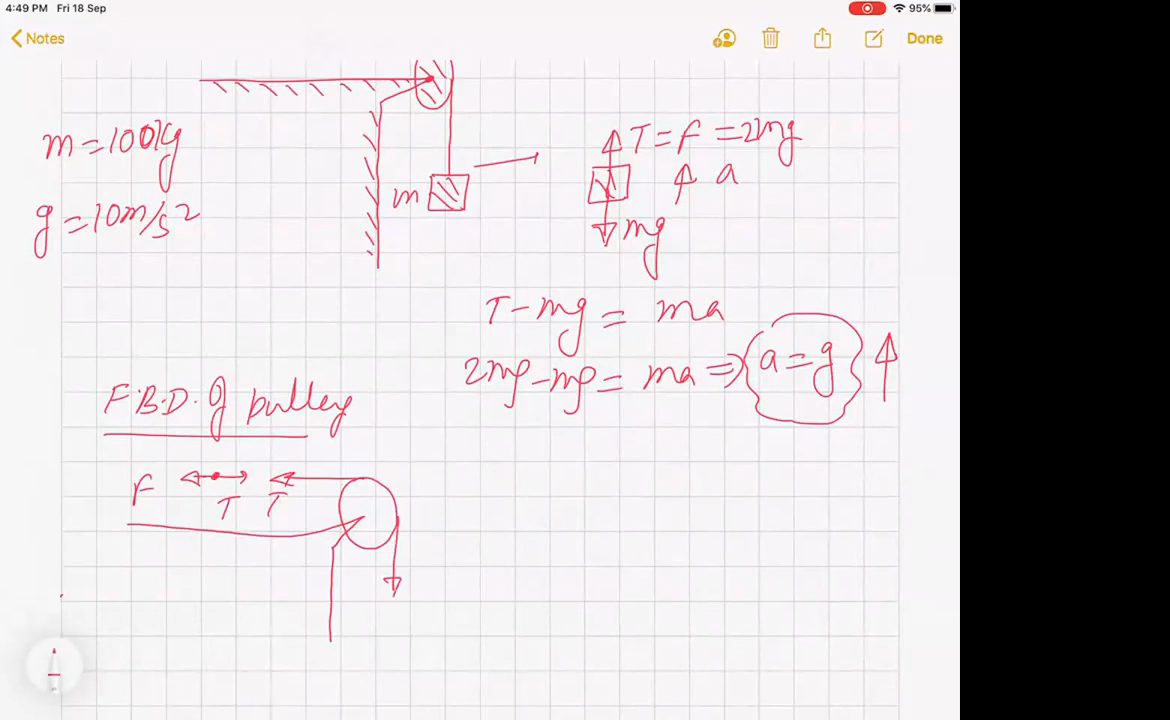 4:49 PM Fri 18 Sep
95%
Notes
Done
m = 100kg
g = 10m/s2
m
T = F = 2mg
a
mg
T - mg = ma
2mg - mg = ma ⇒ {a = g} ↑
F.B.D. of pulley
F
T
T